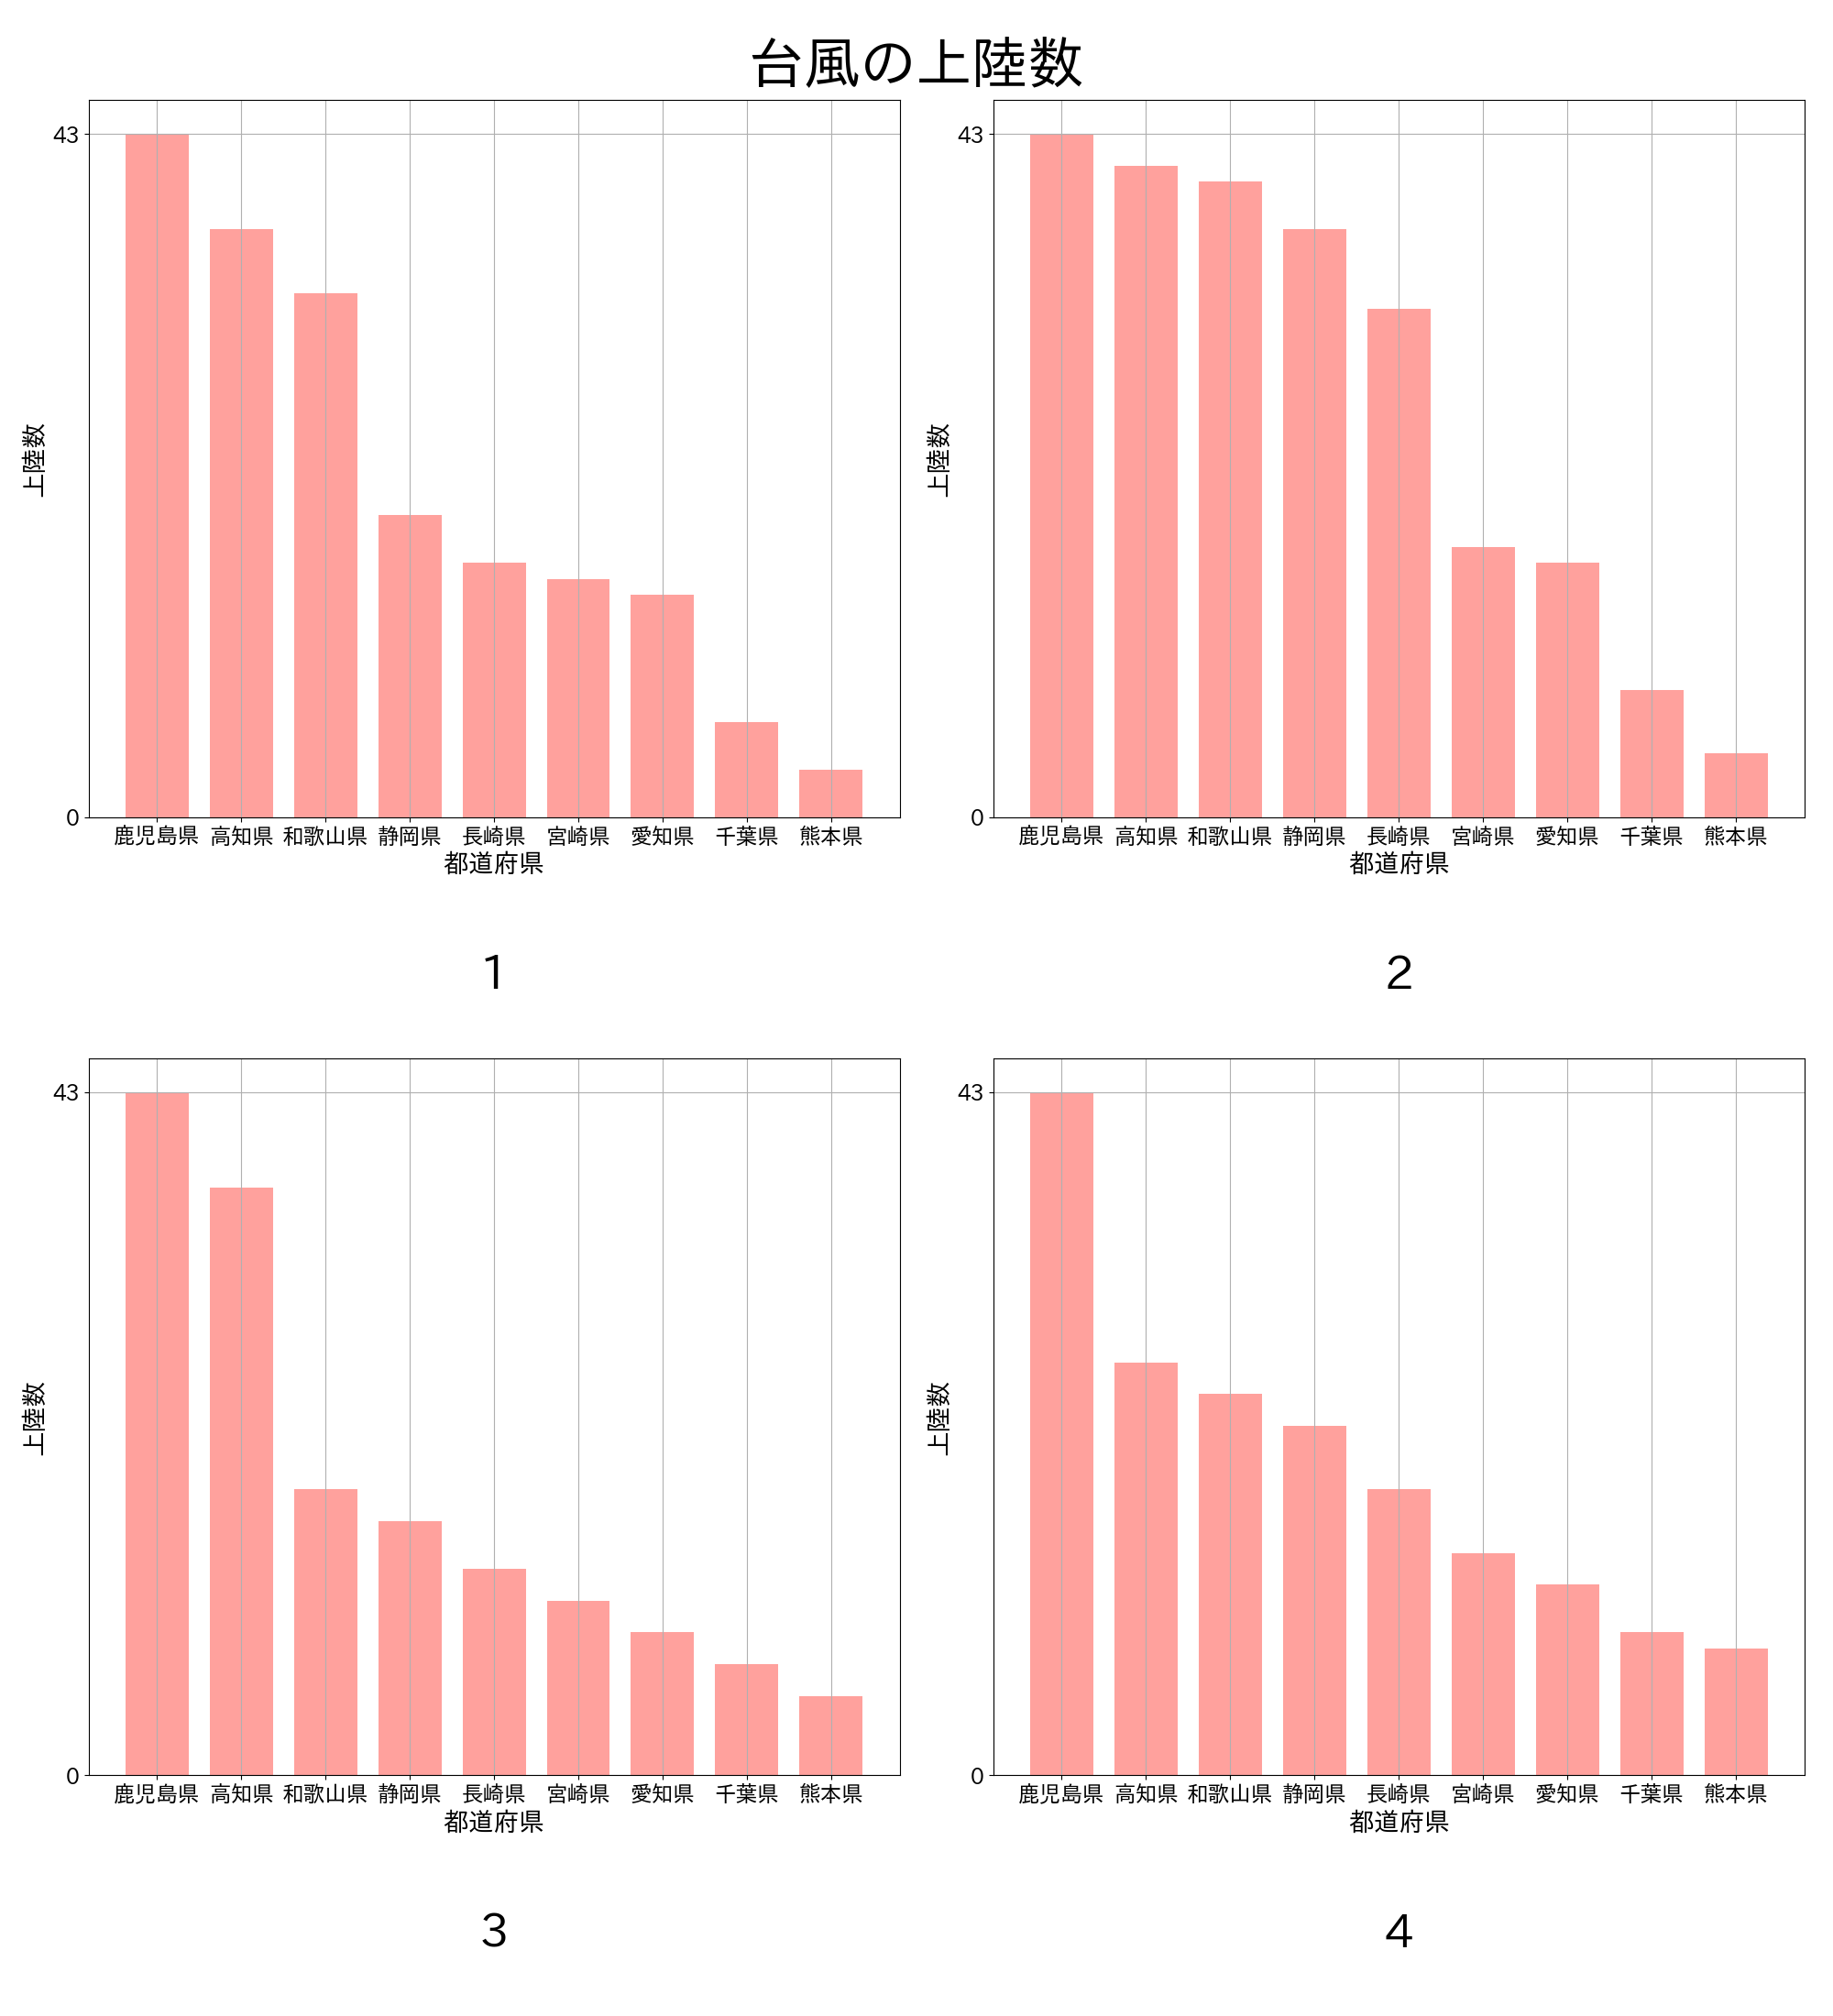 台風の上陸数
43
上陸数
0
鹿児島県 高知県 和歌山県 静岡県 長崎県 宮崎県 愛知県 千葉県 熊本県
都道府県
1
43
上陸数
0
鹿児島県 高知県 和歌山県 静岡県 長崎県 宮崎県 愛知県 千葉県 熊本県
都道府県
2
43
上陸数
0
鹿児島県 高知県 和歌山県 静岡県 長崎県 宮崎県 愛知県 千葉県 熊本県
都道府県
3
43
上陸数
0
鹿児島県 高知県 和歌山県 静岡県 長崎県 宮崎県 愛知県 千葉県 熊本県
都道府県
4